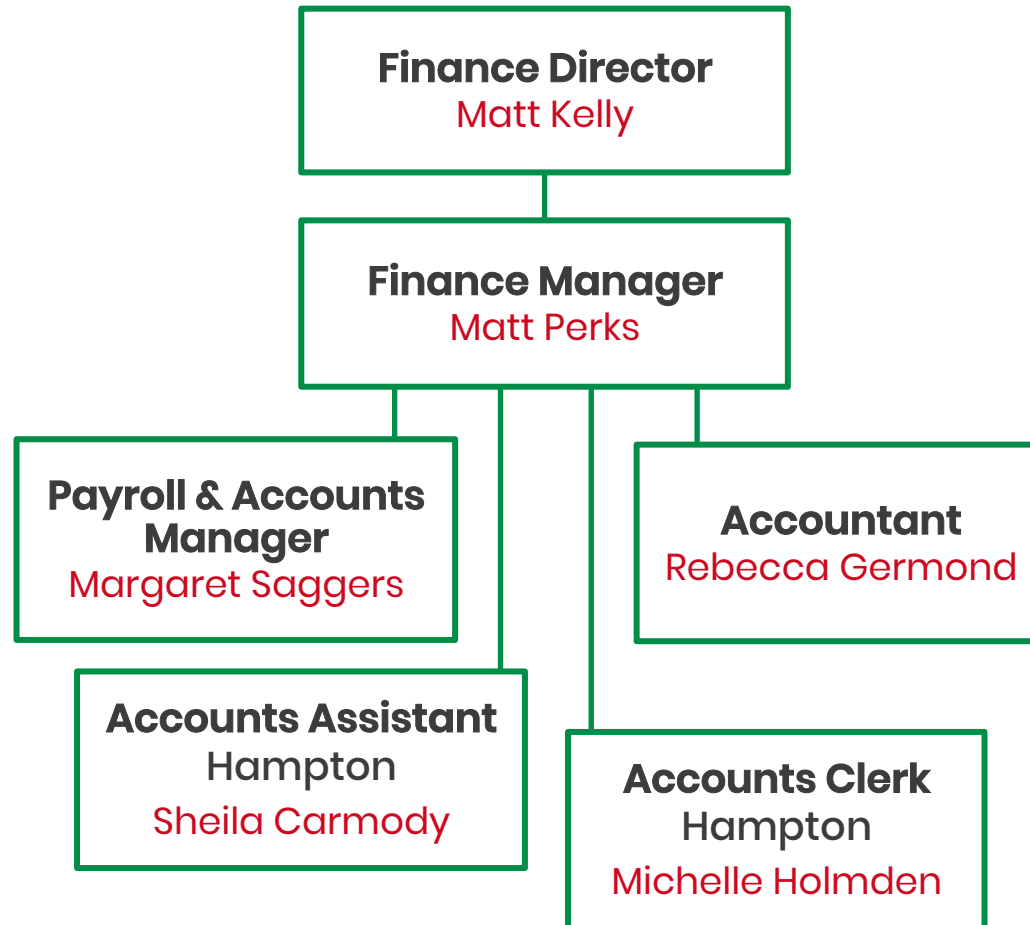 Finance Director
Matt Kelly
Finance Manager
Matt Perks
Payroll & Accounts
Manager
Margaret Saggers
Accountant
Rebecca Germond
Accounts Assistant
Hampton
Sheila Carmody
Accounts Clerk
Hampton
Michelle Holmden